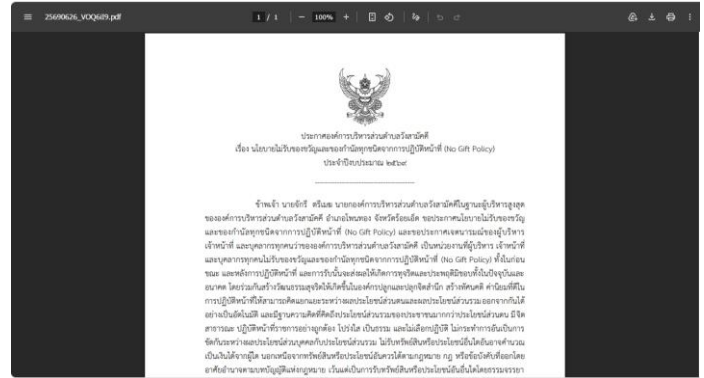 25690626_VOQ689.pdf
1 / 1
100%
ประกาศองค์การบริหารส่วนตำบลวังสามัคคี
เรื่อง นโยบายไม่รับของขวัญและของกำนัลทุกชนิดจากการปฏิบัติหน้าที่ (No Gift Policy)
ประจำปีงบประมาณ ๒๕๖๙
ข้าพเจ้า นายจักรี ตรีเมฆ นายกองค์การบริหารส่วนตำบลวังสามัคคีในฐานะผู้บริหารสูงสุด
ขององค์การบริหารส่วนตำบลวังสามัคคี อำเภอโพนทอง จังหวัดร้อยเอ็ด ขอประกาศนโยบายไม่รับของขวัญ
และของกำนัลทุกชนิดจากการปฏิบัติหน้าที่ (No Gift Policy) และขอประกาศเจตนารมณ์ของผู้บริหาร
เจ้าหน้าที่ และบุคลากรทุกคนว่าขององค์การบริหารส่วนตำบลวังสามัคคี เป็นหน่วยงานที่ผู้บริหาร เจ้าหน้าที่
และบุคลากรทุกคนไม่รับของขวัญและของกำนัลทุกชนิดจากการปฏิบัติหน้าที่ (No Gift Policy) ทั้งในก่อน
ขณะ และหลังการปฏิบัติหน้าที่ และการรับนั้นจะส่งผลให้เกิดการทุจริตและประพฤติมิชอบทั้งในปัจจุบันและ
อนาคต โดยร่วมกันสร้างวัฒนธรรมสุจริตให้เกิดขึ้นในองค์กรปลูกและปลุกจิตสำนึก สร้างทัศนคติ ค่านิยมที่ดีใน
การปฏิบัติหน้าที่ให้สามารถคิดแยกแยะระหว่างผลประโยชน์ส่วนตนและผลประโยชน์ส่วนรวมออกจากกันได้
อย่างเป็นอัตโนมัติ และมีฐานความคิดที่คิดถึงประโยชน์ส่วนรวมของประชาชนมากกว่าประโยชน์ส่วนตน มีจิต
สาธารณะ ปฏิบัติหน้าที่ราชการอย่างถูกต้อง โปร่งใส เป็นธรรม และไม่เลือกปฏิบัติ ไม่กระทำการอันเป็นการ
ขัดกันระหว่างผลประโยชน์ส่วนบุคคลกับประโยชน์ส่วนรวม ไม่รับทรัพย์สินหรือประโยชน์อื่นใดอันอาจคำนวณ
เป็นเงินได้จากผู้ใด นอกเหนือจากทรัพย์สินหรือประโยชน์อันควรได้ตามกฎหมาย กฎ หรือข้อบังคับที่ออกโดย
อาศัยอำนาจตามบทบัญญัติแห่งกฎหมาย เว้นแต่เป็นการรับทรัพย์สินหรือประโยชน์อันอื่นใดโดยธรรมจรรยา